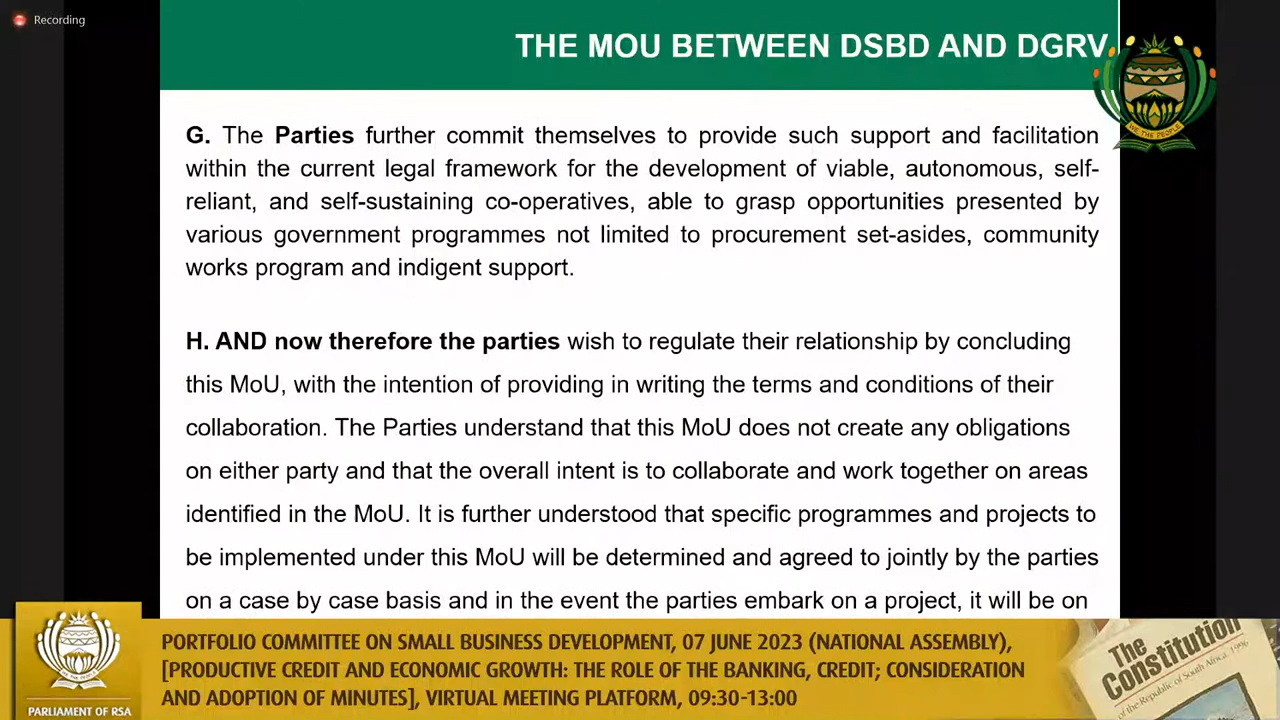 Recording
THE MOU BETWEEN DSBD AND DGRV
WE THE PEOPLE
G. The Parties further commit themselves to provide such support and facilitation
within the current legal framework for the development of viable, autonomous, self-
reliant, and self-sustaining co-operatives, able to grasp opportunities presented by
various government programmes not limited to procurement set-asides, community
works program and indigent support.
H. AND now therefore the parties wish to regulate their relationship by concluding
this MoU, with the intention of providing in writing the terms and conditions of their
collaboration. The Parties understand that this MoU does not create any obligations
on either party and that the overall intent is to collaborate and work together on areas
identified in the MoU. It is further understood that specific programmes and projects to
be implemented under this MoU will be determined and agreed to jointly by the parties
on a case by case basis and in the event the parties embark on a project, it will be on
PORTFOLIO COMMITTEE ON SMALL BUSINESS DEVELOPMENT, 07 JUNE 2023 (NATIONAL ASSEMBLY),
[PRODUCTIVE CREDIT AND ECONOMIC GROWTH: THE ROLE OF THE BANKING, CREDIT; CONSIDERATION
AND ADOPTION OF MINUTES], VIRTUAL MEETING PLATFORM, 09:30-13:00
PARLIAMENT OF RSA
The
Constitution
of the Republic of South Africa, 1996